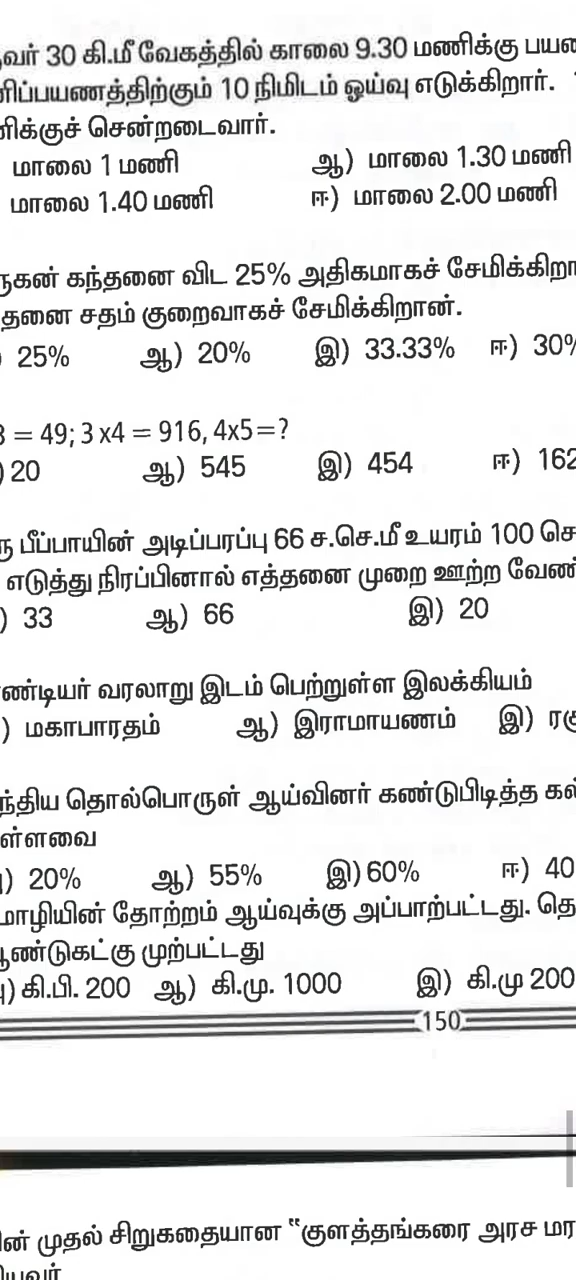 வர் 30 கி.மீ வேகத்தில் காலை 9.30 மணிக்கு
னிப்பயணத்திற்கும் 10 நிமிடம் ஓய்வு எடுக்கிறார்.
னிக்குச் சென்றடைவார்.
மாலை 1 மணி ஆ) மாலை 1.30 மணி
மாலை 1.40 மணி ஈ) மாலை 2.00 மணி
ருகன் கந்தனை விட 25% அதிகமாகச் சேமிக்கிறா
தனை சதம் குறைவாகச் சேமிக்கிறான்.
25% ஆ) 20% இ) 33.33% ஈ) 30%
3 = 49; 3 x4 = 916, 4x5=?
) 20 ஆ) 545 இ) 454 ஈ) 162
ரு பீப்பாயின் அடிப்பரப்பு 66 ச.செ.மீ உயரம் 100 செ
எடுத்து நிரப்பினால் எத்தனை முறை ஊற்ற வேண்
) 33 ஆ) 66 இ) 20
ண்டியர் வரலாறு இடம் பெற்றுள்ள இலக்கியம்
) மகாபாரதம் ஆ) இராமாயணம் இ) ரகு
ந்திய தொல்பொருள் ஆய்வினர் கண்டுபிடித்த கல்
ள்ளவை
) 20% ஆ) 55% இ) 60% ஈ) 40
மொழியின் தோற்றம் ஆய்வுக்கு அப்பாற்பட்டது. தெ
ஆண்டுகட்கு முற்பட்டது
) கி.பி. 200 ஆ) கி.மு. 1000 இ) கி.மு 200
150
ின் முதல் சிறுகதையான "குளத்தங்கரை அரச மர